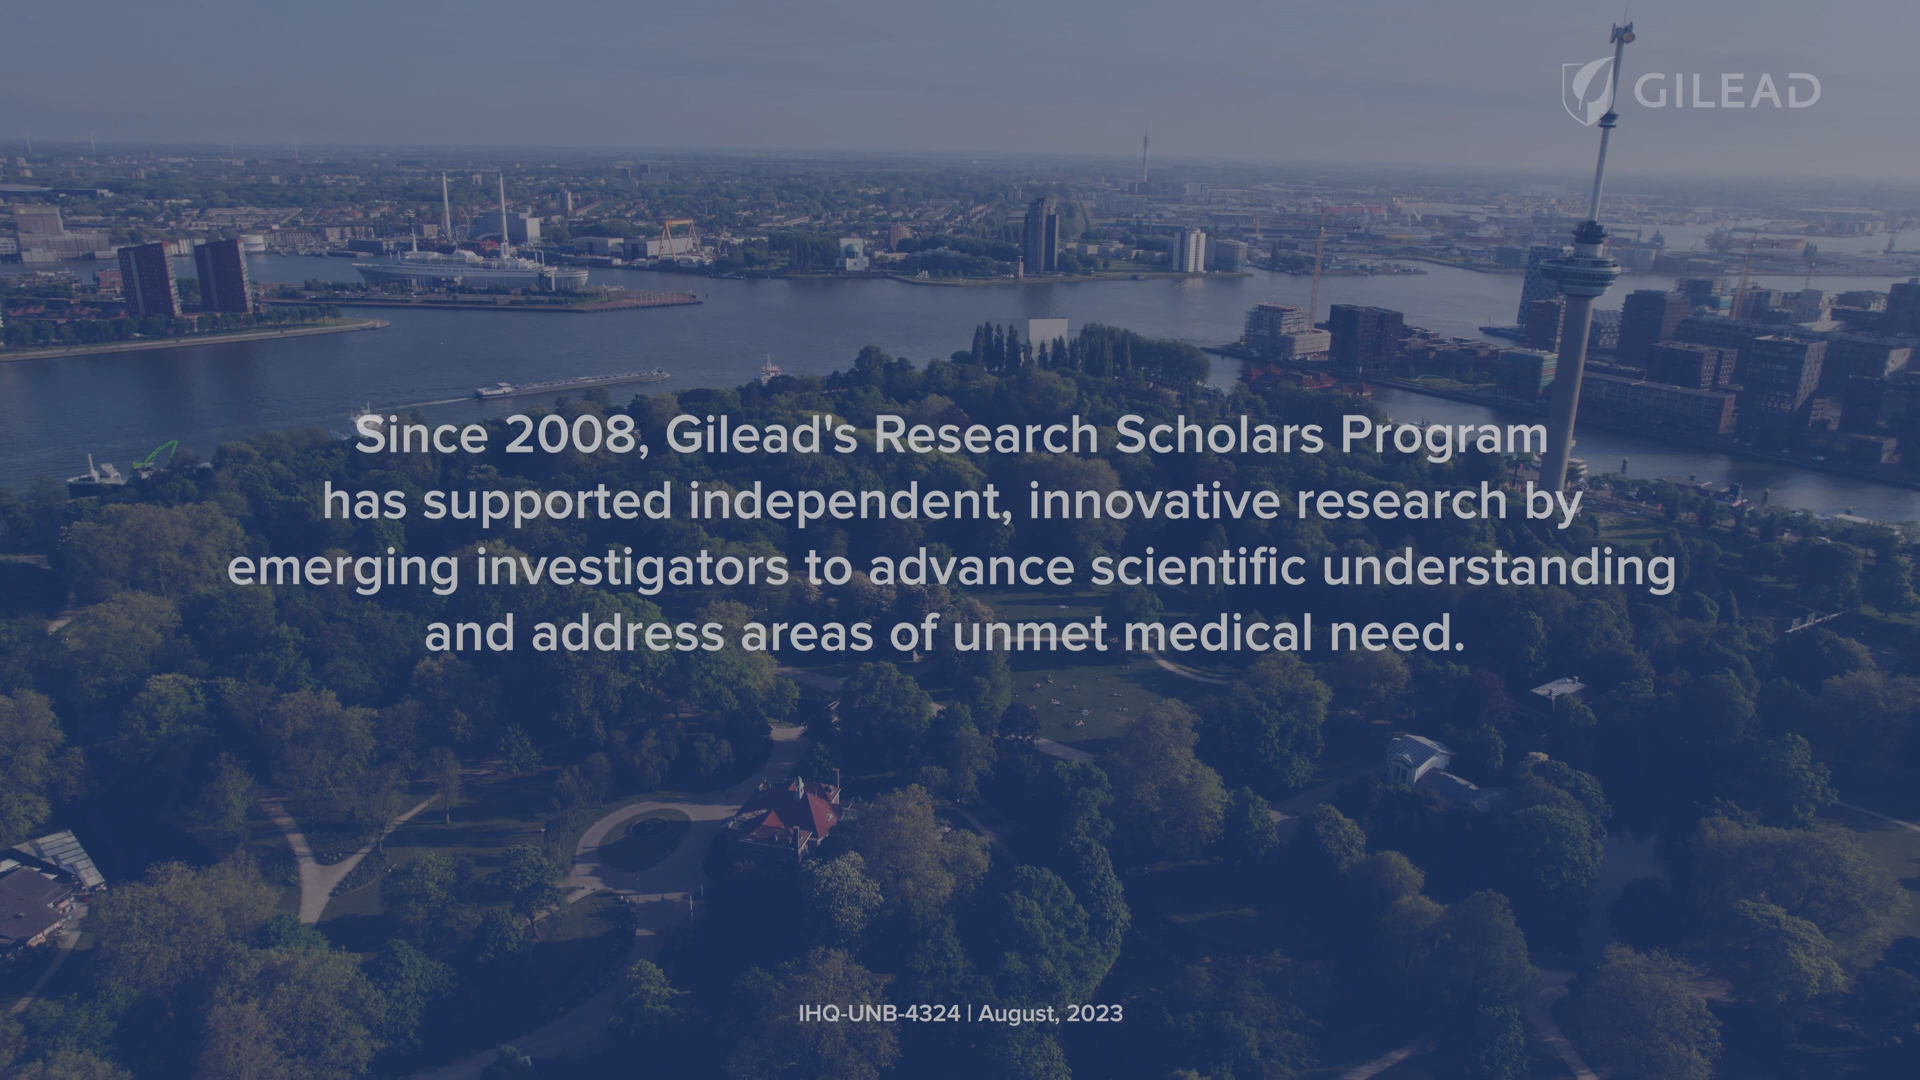 GILEAD
Since 2008, Gilead's Research Scholars Program
has supported independent, innovative research by
emerging investigators to advance scientific understanding
and address areas of unmet medical need.
IHQ-UNB-4324 | August, 2023